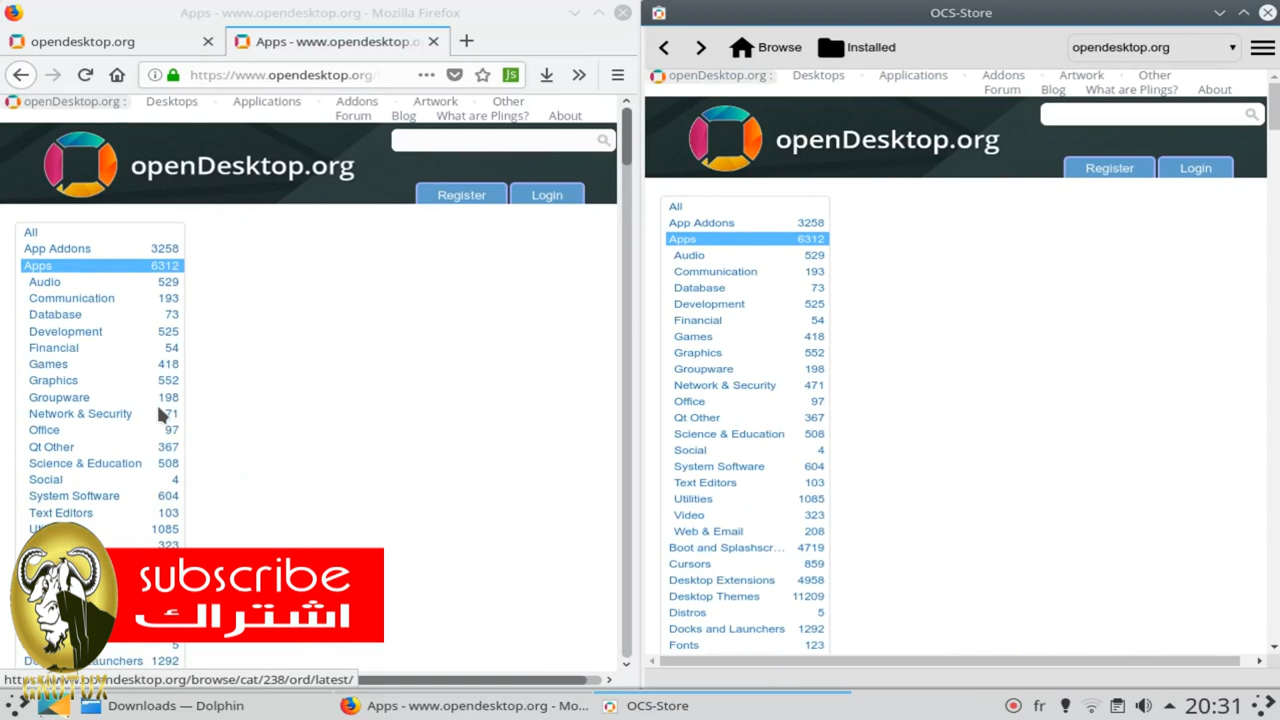 Apps - www.opendesktop.org - Mozilla Firefox
opendesktop.org
Apps - www.opendesktop.o
https://www.opendesktop.org/
JS
openDesktop.org :
Desktops
Applications
Addons
Artwork
Other
Forum
Blog
What are Plings?
About
openDesktop.org
Register
Login
All
App Addons 3258
Apps 6312
Audio 529
Communication 193
Database 73
Development 525
Financial 54
Games 418
Graphics 552
Groupware 198
Network & Security 71
Office 97
Qt Other 367
Science & Education 508
Social 4
System Software 604
Text Editors 103
1085
323
5
1292
subscribe
اشتراك
OCS-Store
Browse
Installed
opendesktop.org
openDesktop.org :
Desktops
Applications
Addons
Artwork
Other
Forum
Blog
What are Plings?
About
openDesktop.org
Register
Login
All
App Addons 3258
Apps 6312
Audio 529
Communication 193
Database 73
Development 525
Financial 54
Games 418
Graphics 552
Groupware 198
Network & Security 471
Office 97
Qt Other 367
Science & Education 508
Social 4
System Software 604
Text Editors 103
Utilities 1085
Video 323
Web & Email 208
Boot and Splashscr... 4719
Cursors 859
Desktop Extensions 4958
Desktop Themes 11209
Distros 5
Docks and Launchers 1292
Fonts 123
Downloads — Dolphin
Apps - www.opendesktop.org - Mo...
OCS-Store
fr
20:31